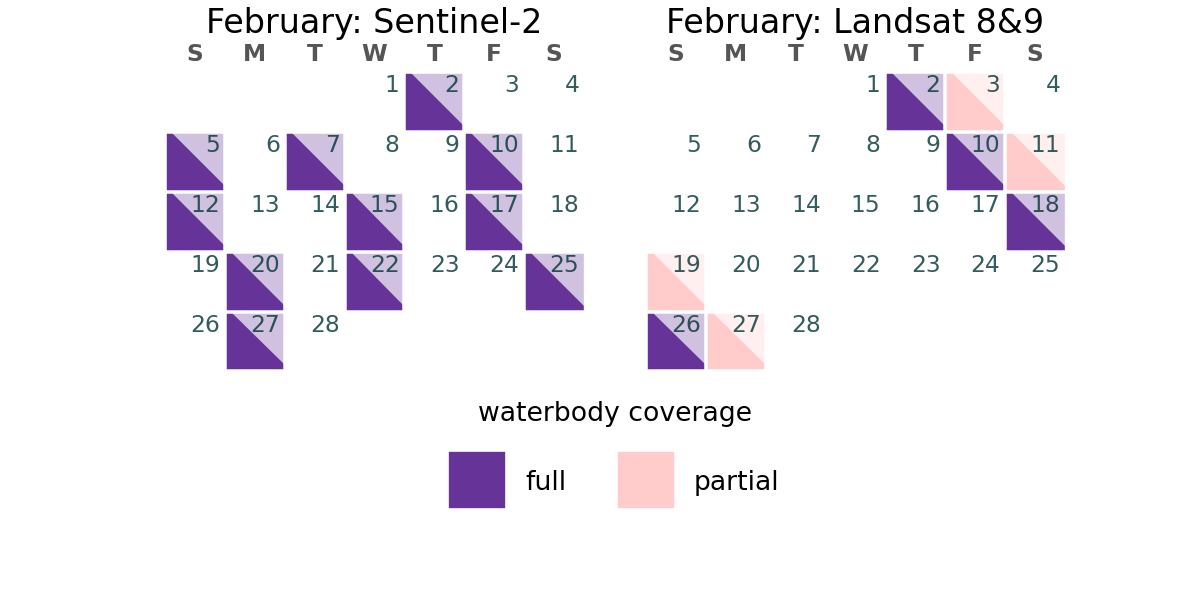 February: Sentinel-2
S M T W T F S
1 2 3 4
5 6 7 8 9 10 11
12 13 14 15 16 17 18
19 20 21 22 23 24 25
26 27 28
February: Landsat 8&9
S M T W T F S
1 2 3 4
5 6 7 8 9 10 11
12 13 14 15 16 17 18
19 20 21 22 23 24 25
26 27 28
waterbody coverage
full
partial